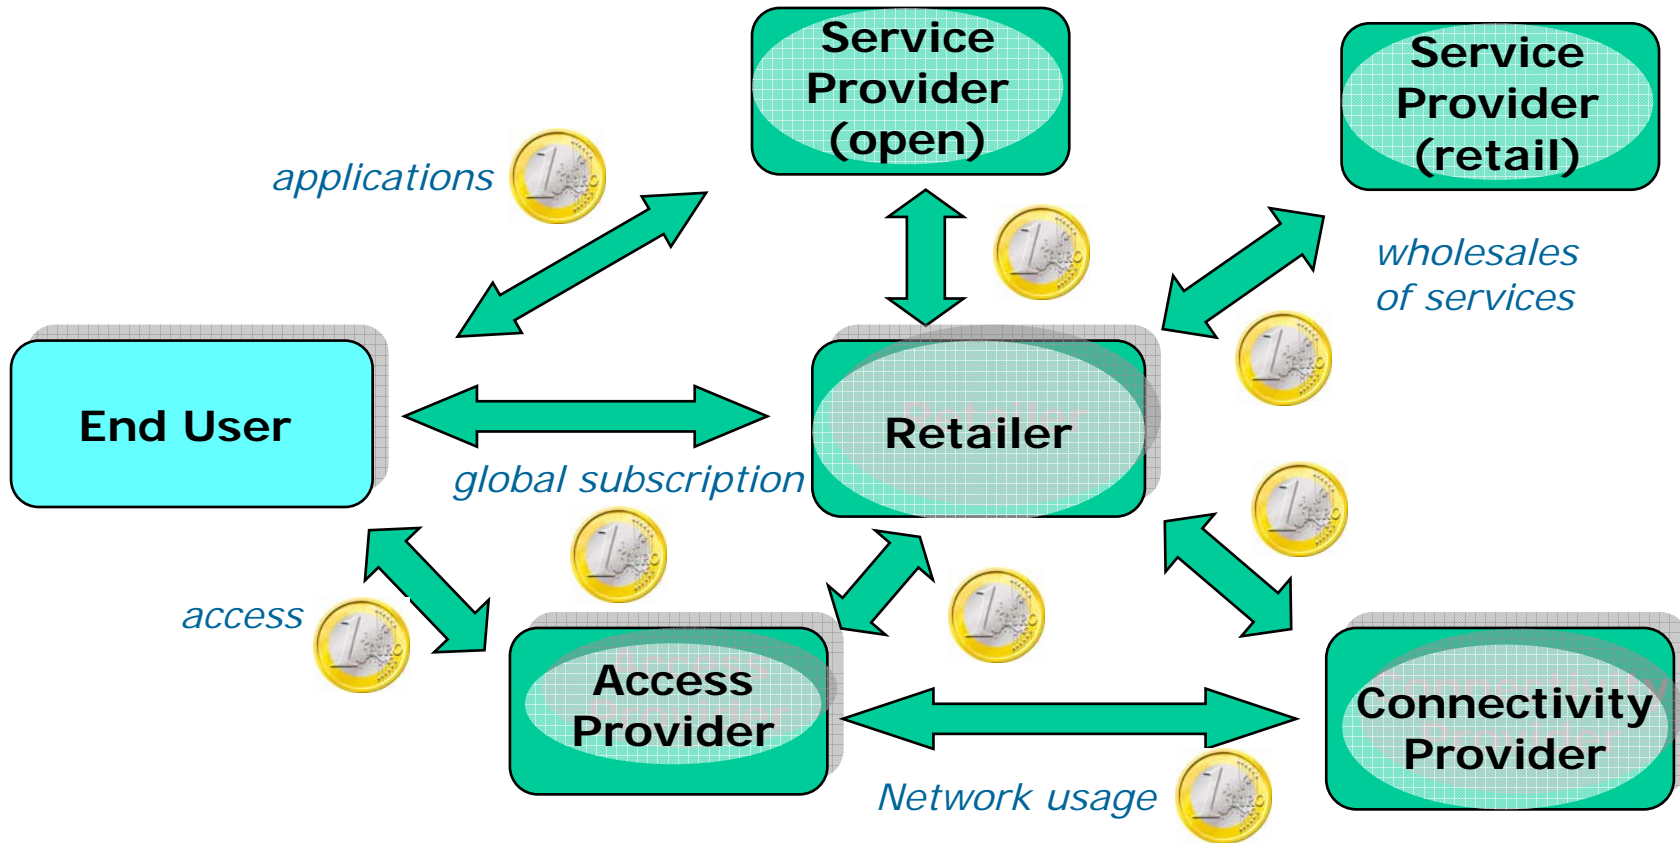 Service
Provider
(open)
Service
Provider
(retail)
applications
wholesales
of services
End User
Retailer
global subscription
access
Access
Provider
Connectivity
Provider
Network usage